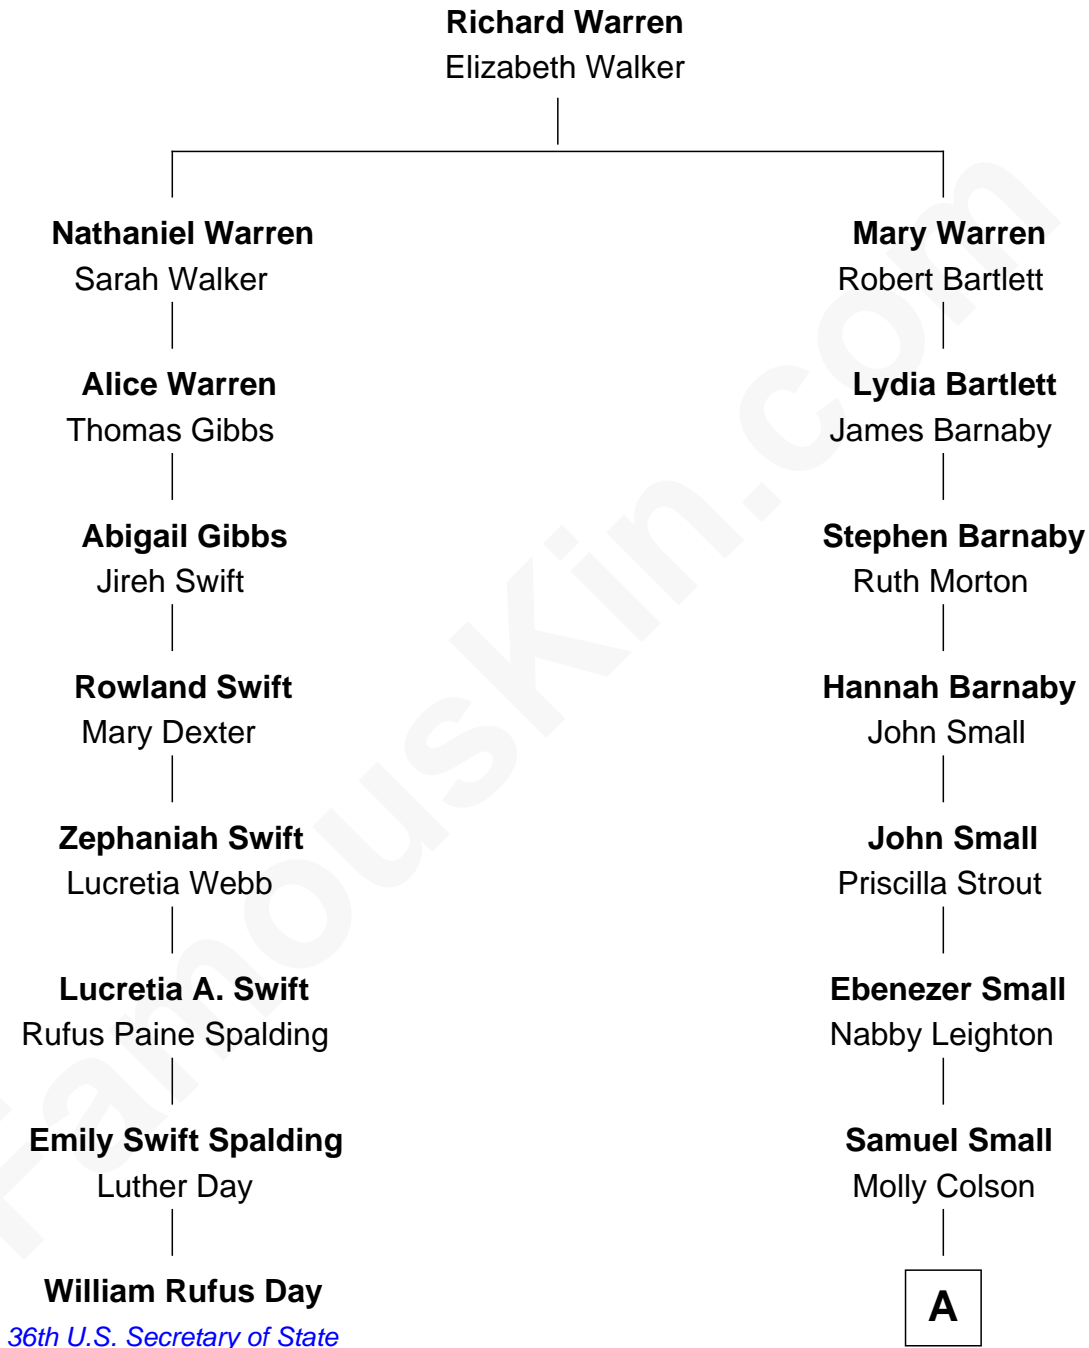 Richard Warren
Elizabeth Walker
Nathaniel Warren
Sarah Walker
Mary Warren
Robert Bartlett
Alice Warren
Thomas Gibbs
Lydia Bartlett
James Barnaby
Abigail Gibbs
Jireh Swift
Stephen Barnaby
Ruth Morton
Rowland Swift
Mary Dexter
Hannah Barnaby
John Small
Zephaniah Swift
Lucretia Webb
John Small
Priscilla Strout
Lucretia A. Swift
Rufus Paine Spalding
Ebenezer Small
Nabby Leighton
Emily Swift Spalding
Luther Day
Samuel Small
Molly Colson
William Rufus Day
36th U.S. Secretary of State
A
FamousKin.com